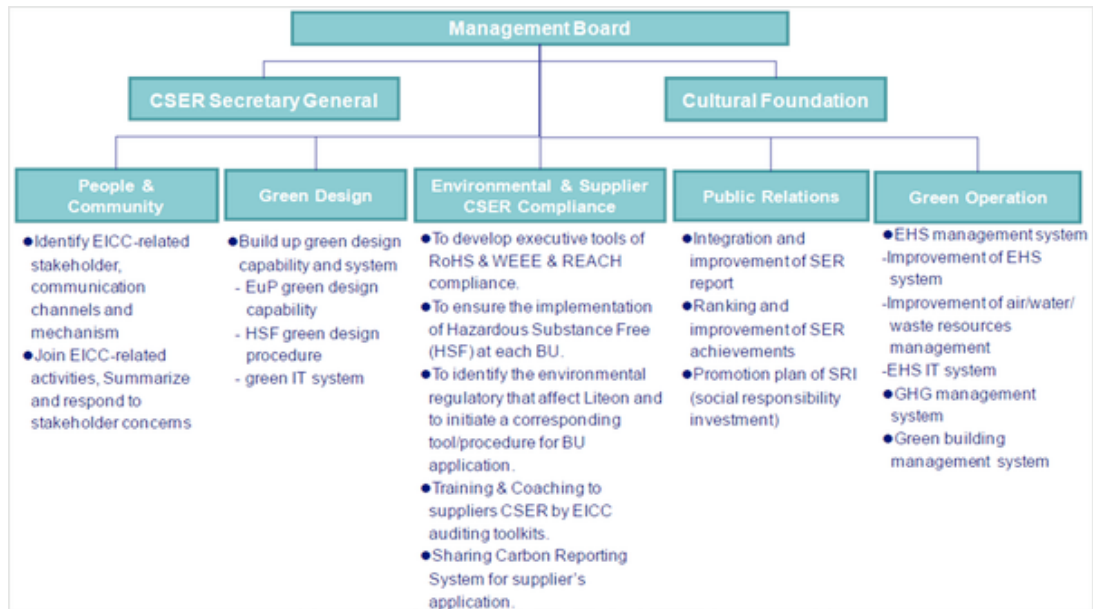 Management Board
CSER Secretary General
Cultural Foundation
People &
Community
●Identify EICC-related
stakeholder,
communication
channels and
mechanism
●Join EICC-related
activities, Summarize
and respond to
stakeholder concerns
Green Design
●Build up green design
capability and system
- EuP green design
capability
- HSF green design
procedure
- green IT system
Environmental & Supplier
CSER Compliance
●To develop executive tools of
RoHS & WEEE & REACH
compliance.
●To ensure the implementation
of Hazardous Substance Free
(HSF) at each BU.
●To identify the environmental
regulatory that affect Liteon and
to initiate a corresponding
tool/procedure for BU
application.
●Training & Coaching to
suppliers CSER by EICC
auditing toolkits.
●Sharing Carbon Reporting
System for supplier's
application.
Public Relations
●Integration and
improvement of SER
report
●Ranking and
improvement of SER
achievements
●Promotion plan of SRI
(social responsibility
investment)
Green Operation
●EHS management system
-Improvement of EHS
system
-Improvement of air/water/
waste resources
management
-EHS IT system
●GHG management
system
●Green building
management system